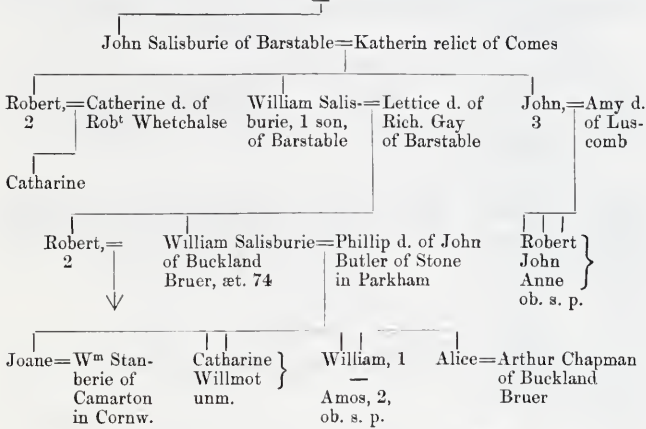 John Salisburie of Barstable=Katherin relict of Comes
Robert,=Catherine d. of
2 Robᵗ Whetchalse
William Salis-=Lettice d. of
burie, 1 son, Rich. Gay
of Barstable of Barstable
John,=Amy d.
3 of Lus-
comb
Catharine
Robert,=
2
William Salisburie=Phillip d. of John
of Buckland Butler of Stone
Bruer, æt. 74 in Parkham
Robert
John
Anne
ob. s. p.
Joane=Wᵐ Stan-
berie of
Camarton
in Cornw.
Catharine
Willmot
unm.
William, 1
—
Amos, 2,
ob. s. p.
Alice=Arthur Chapman
of Buckland
Bruer